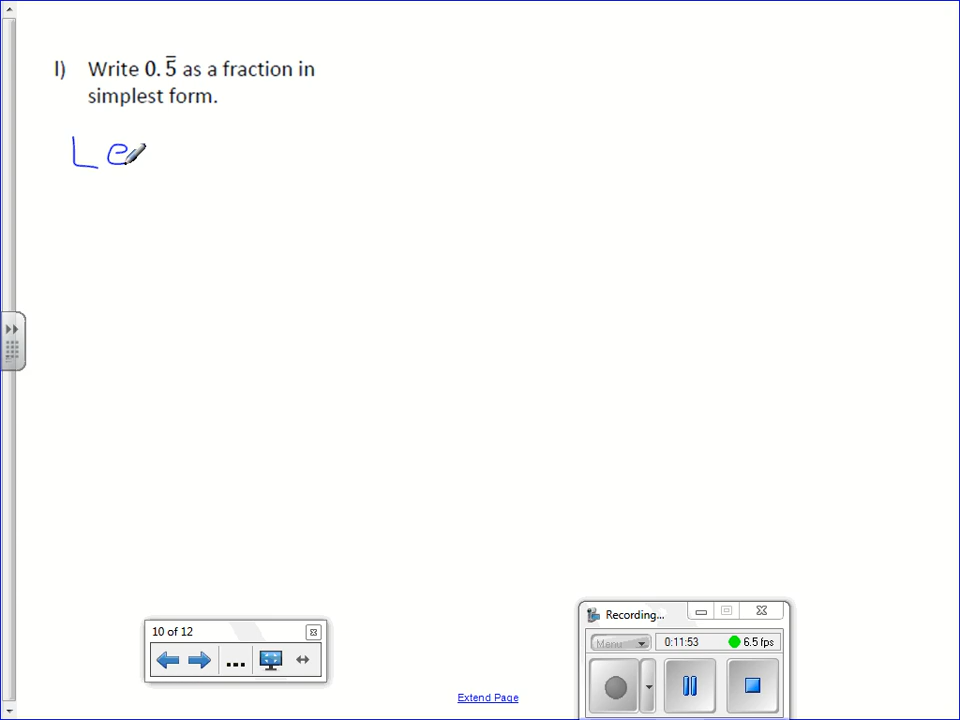 l) Write 0. 5̅ as a fraction in
simplest form.
Le
10 of 12
...
Recording...
Menu
0:11:53
6.5 fps
Extend Page